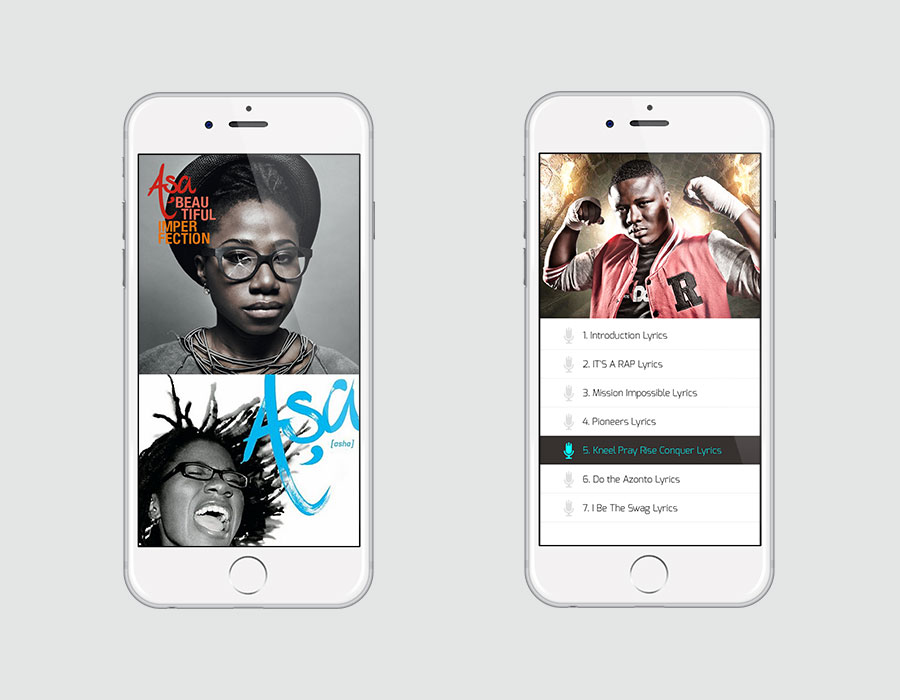 Aṣa
BEAU
TIFUL
IMPER
FECTION
Aṣa
[asha]
R
1. Introduction Lyrics
2. IT'S A RAP Lyrics
3. Mission Impossible Lyrics
4. Pioneers Lyrics
5. Kneel Pray Rise Conquer Lyrics
6. Do the Azonto Lyrics
7. I Be The Swag Lyrics